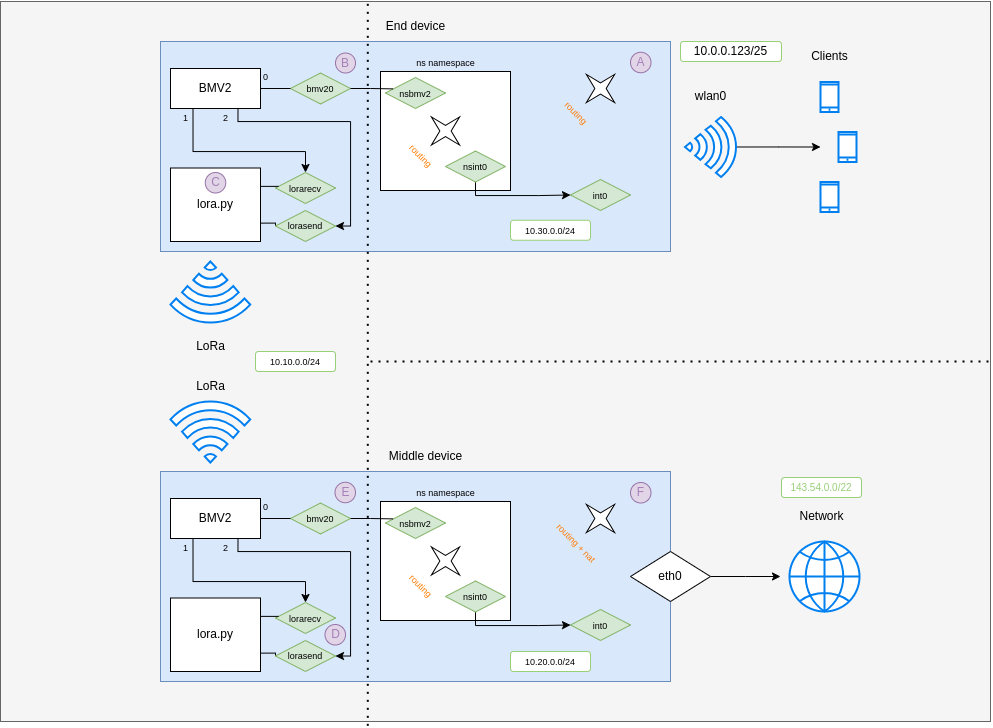 End device
10.0.0.123/25
Clients
B
A
ns namespace
0
BMV2
bmv20
nsbmv2
wlan0
routing
1
2
routing
nsint0
C
lora.py
lorarecv
int0
lorasend
10.30.0.0/24
LoRa
10.10.0.0/24
LoRa
Middle device
E
ns namespace
F
143.54.0.0/22
0
BMV2
bmv20
nsbmv2
Network
routing + nat
1
2
routing
eth0
nsint0
lorarecv
int0
lora.py
D
lorasend
10.20.0.0/24